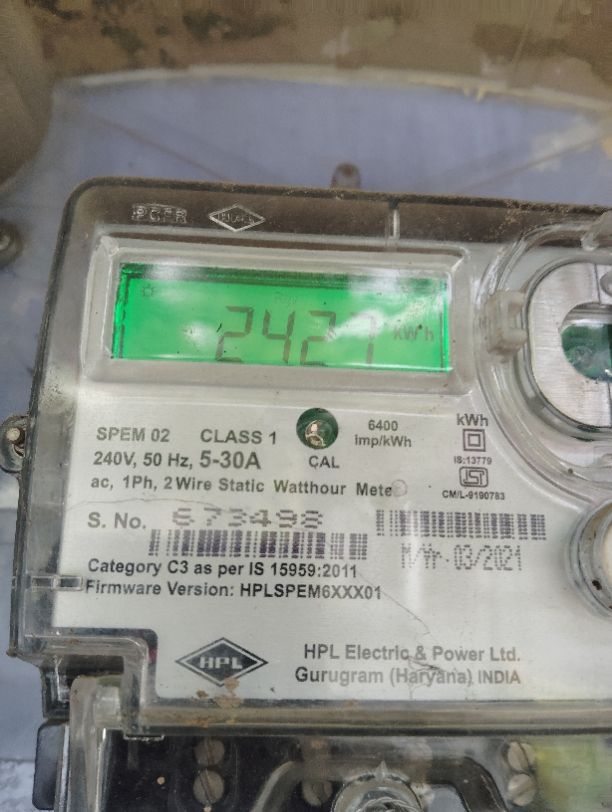 2427 kWh
SPEM 02 CLASS 1
6400 imp/kWh
kWh
240V, 50 Hz, 5-30A
CAL
IS:13779
ac, 1Ph, 2 Wire Static Watthour Meter
CM/L-9190783
S. No. 673498
M/Yr. 03/2021
Category C3 as per IS 15959:2011
Firmware Version: HPLSPEM6XXX01
HPL
HPL Electric & Power Ltd.
Gurugram (Haryana) INDIA